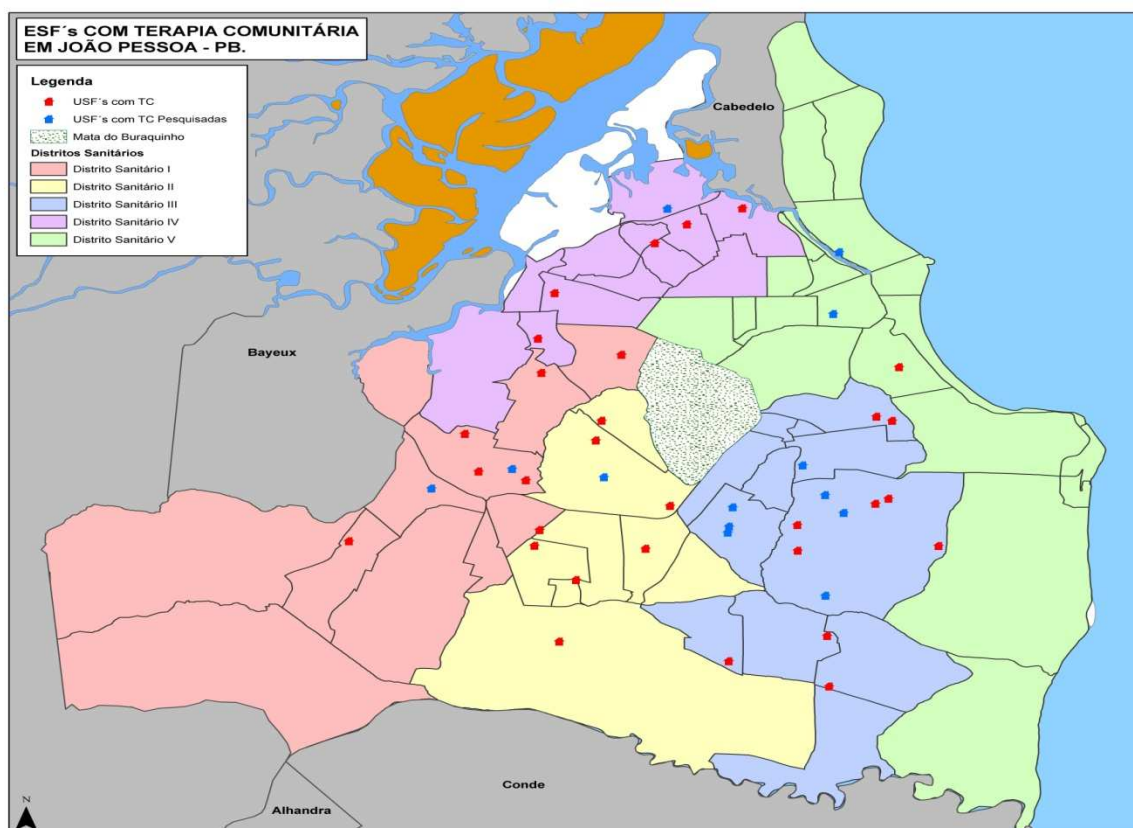 ESF´s COM TERAPIA COMUNITÁRIA
EM JOÃO PESSOA - PB.
Legenda
USF´s com TC
USF´s com TC Pesquisadas
Mata do Buraquinho
Distritos Sanitários
Distrito Sanitário I
Distrito Sanitário II
Distrito Sanitário III
Distrito Sanitário IV
Distrito Sanitário V
Cabedelo
Bayeux
Conde
Alhandra
N